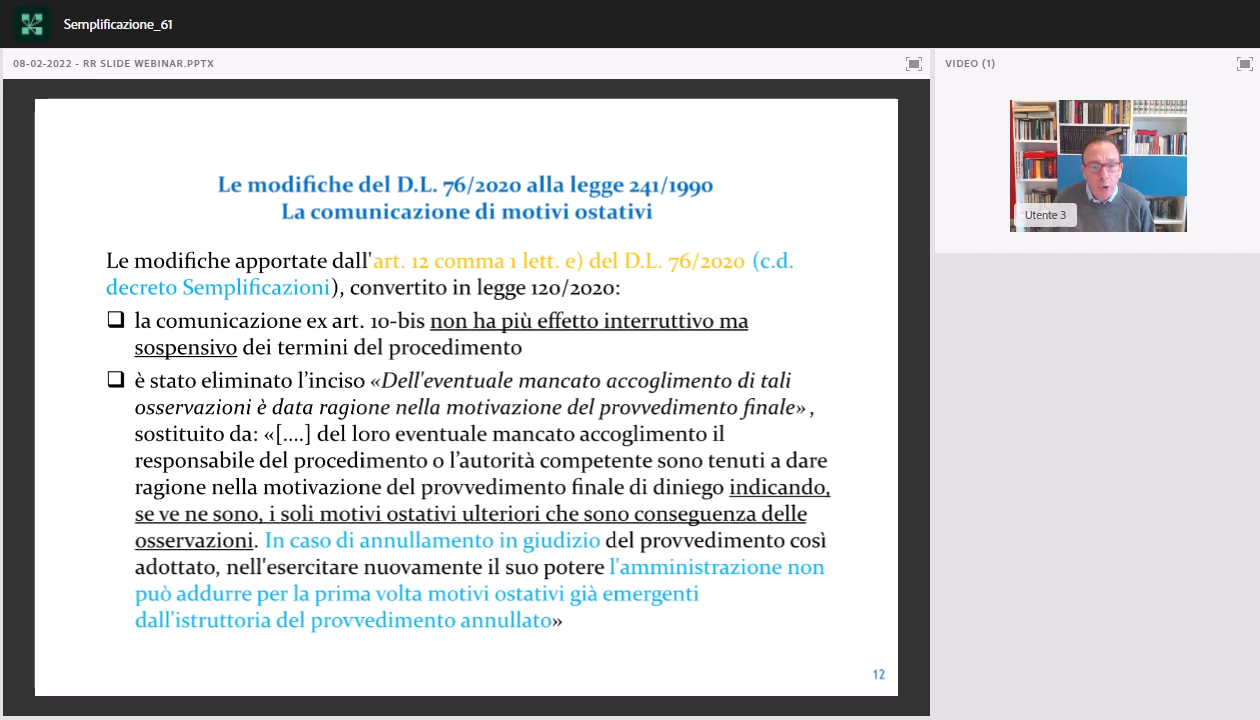 Semplificazione_61
08-02-2022 - RR SLIDE WEBINAR.PPTX
VIDEO (1)
Utente 3
Le modifiche del D.L. 76/2020 alla legge 241/1990
La comunicazione di motivi ostativi
Le modifiche apportate dall'art. 12 comma 1 lett. e) del D.L. 76/2020 (c.d.
decreto Semplificazioni), convertito in legge 120/2020:
❑ la comunicazione ex art. 10-bis non ha più effetto interruttivo ma
sospensivo dei termini del procedimento
❑ è stato eliminato l’inciso «Dell'eventuale mancato accoglimento di tali
osservazioni è data ragione nella motivazione del provvedimento finale» ,
sostituito da: «[....] del loro eventuale mancato accoglimento il
responsabile del procedimento o l’autorità competente sono tenuti a dare
ragione nella motivazione del provvedimento finale di diniego indicando,
se ve ne sono, i soli motivi ostativi ulteriori che sono conseguenza delle
osservazioni. In caso di annullamento in giudizio del provvedimento così
adottato, nell'esercitare nuovamente il suo potere l'amministrazione non
può addurre per la prima volta motivi ostativi già emergenti
dall'istruttoria del provvedimento annullato»
12